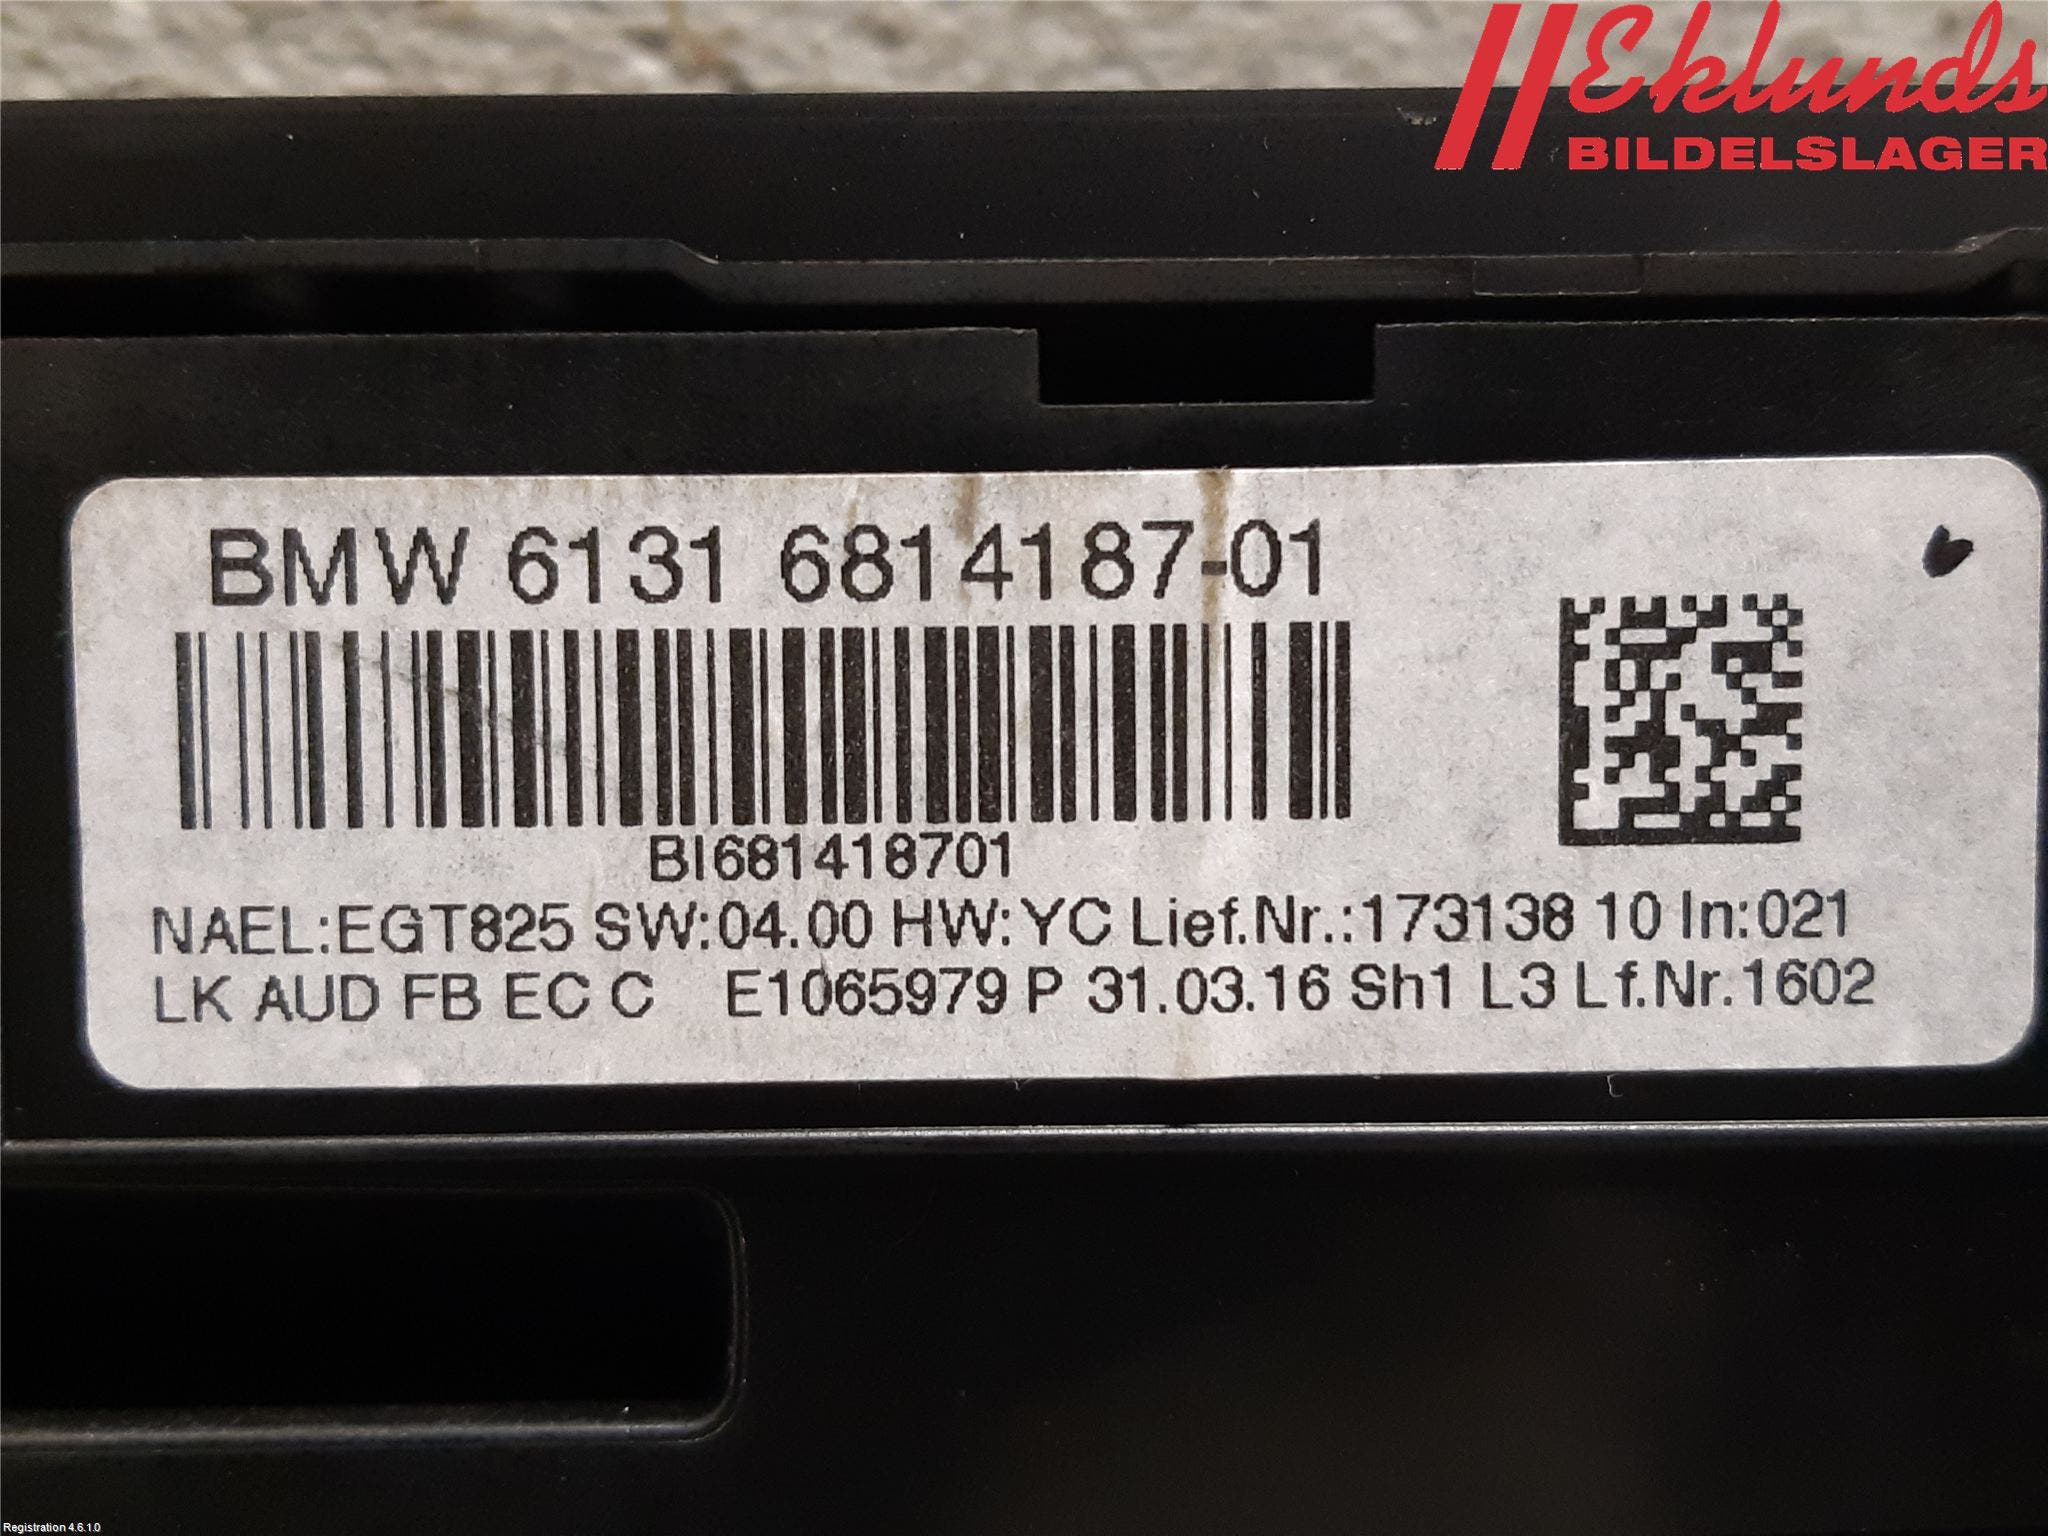 Eklunds
BILDELSLAGER
BMW 6131 6814187-01
BI681418701
NAEL:EGT825 SW:04.00 HW:YC Lief.Nr.:173138 10 In:021
LK AUD FB EC C E1065979 P 31.03.16 Sh1 L3 Lf.Nr.1602
Registration 4.6.1.0